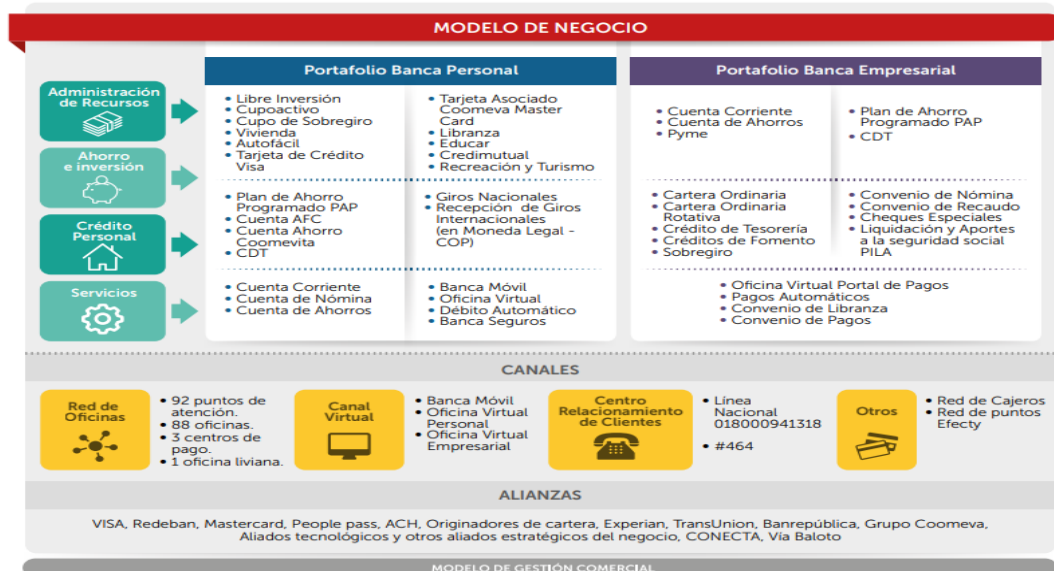 MODELO DE NEGOCIO
Portafolio Banca Personal
Portafolio Banca Empresarial
Administración
de Recursos
Ahorro
e inversión
Crédito
Personal
Servicios
• Libre Inversión
• Cupoactivo
• Cupo de Sobregiro
• Vivienda
• Autofácil
• Tarjeta de Crédito
Visa
• Tarjeta Asociado
Coomeva Master
Card
• Libranza
• Educar
• Credimutual
• Recreación y Turismo
• Cuenta Corriente
• Cuenta de Ahorros
• Pyme
• Plan de Ahorro
Programado PAP
• CDT
• Plan de Ahorro
Programado PAP
• Cuenta AFC
• Cuenta Ahorro
Coomevita
• CDT
• Giros Nacionales
• Recepción de Giros
Internacionales
(en Moneda Legal -
COP)
• Cartera Ordinaria
• Cartera Ordinaria
Rotativa
• Crédito de Tesorería
• Créditos de Fomento
• Sobregiro
• Convenio de Nómina
• Convenio de Recaudo
• Cheques Especiales
• Liquidación y Aportes
a la seguridad social
PILA
• Cuenta Corriente
• Cuenta de Nómina
• Cuenta de Ahorros
• Banca Móvil
• Oficina Virtual
• Débito Automático
• Banca Seguros
• Oficina Virtual Portal de Pagos
• Pagos Automáticos
• Convenio de Libranza
• Convenio de Pagos
CANALES
Red de
Oficinas
• 92 puntos de
atención.
• 88 oficinas.
• 3 centros de
pago.
• 1 oficina liviana.
Canal
Virtual
• Banca Móvil
• Oficina Virtual
Personal
• Oficina Virtual
Empresarial
Centro
Relacionamiento
de Clientes
• Línea
Nacional
018000941318
• #464
Otros
• Red de Cajeros
• Red de puntos
Efecty
ALIANZAS
VISA, Redeban, Mastercard, People pass, ACH, Originadores de cartera, Experian, TransUnion, Banrepública, Grupo Coomeva,
Aliados tecnológicos y otros aliados estratégicos del negocio, CONECTA, Vía Baloto
MODELO DE GESTIÓN COMERCIAL